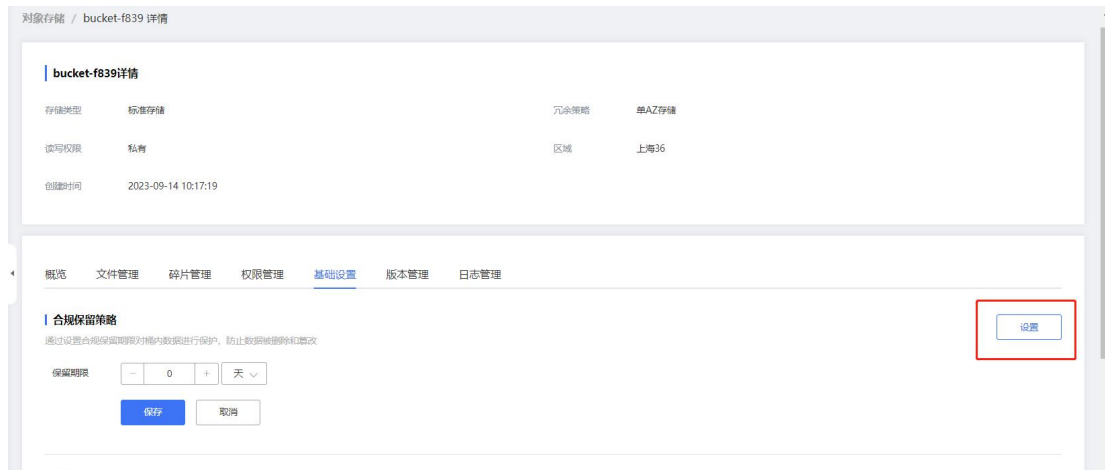 对象存储 / bucket-f839 详情
bucket-f839详情
存储类型 标准存储 冗余策略 单AZ存储
读写权限 私有 区域 上海36
创建时间 2023-09-14 10:17:19
概览 文件管理 碎片管理 权限管理 基础设置 版本管理 日志管理
合规保留策略 设置
通过设置合规保留期限对桶内数据进行保护，防止数据被删除和篡改
保留期限 − 0 + 天
保存 取消